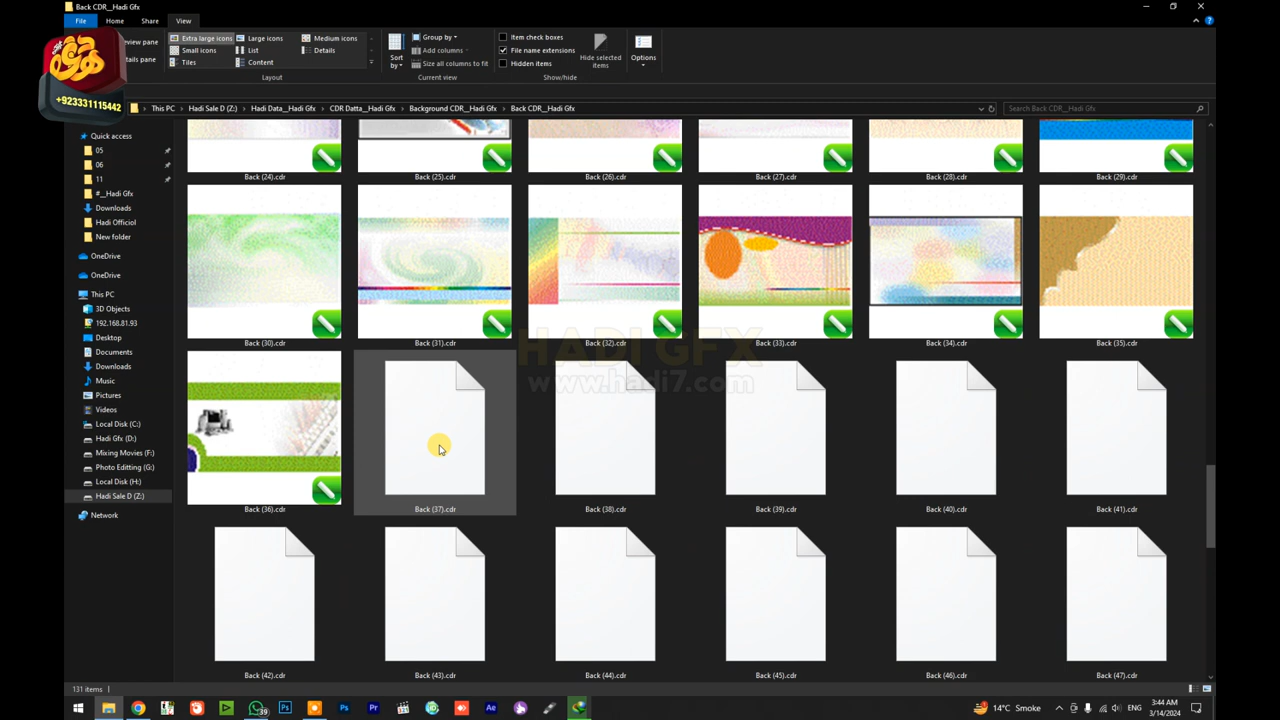 Back CDR__Hadi Gfx
File
Home
Share
View
+923331115442
Extra large icons
Large icons
Medium icons
Small icons
List
Details
Tiles
Content
Layout
Sort by
Group by
Add columns
Size all columns to fit
Current view
Item check boxes
File name extensions
Hidden items
Hide selected items
Show/hide
Options
This PC
Hadi Sale D (Z:)
Hadi Data__Hadi Gfx
CDR Datta__Hadi Gfx
Background CDR__Hadi Gfx
Back CDR__Hadi Gfx
Search Back CDR__Hadi Gfx
Quick access
05
06
11
#__Hadi Gfx
Downloads
Hadi Officiol
New folder
OneDrive
OneDrive
This PC
3D Objects
192.168.81.93
Desktop
Documents
Downloads
Music
Pictures
Videos
Local Disk (C:)
Hadi Gfx (D:)
Mixing Movies (F:)
Photo Editting (G:)
Local Disk (H:)
Hadi Sale D (Z:)
Network
Back (24).cdr
Back (25).cdr
Back (26).cdr
Back (27).cdr
Back (28).cdr
Back (29).cdr
Back (30).cdr
Back (31).cdr
Back (32).cdr
Back (33).cdr
Back (34).cdr
Back (35).cdr
HADI GFX
www.hadi7.com
Back (36).cdr
Back (37).cdr
Back (38).cdr
Back (39).cdr
Back (40).cdr
Back (41).cdr
Back (42).cdr
Back (43).cdr
Back (44).cdr
Back (45).cdr
Back (46).cdr
Back (47).cdr
131 items
14°C Smoke
ENG
3:44 AM
3/14/2024